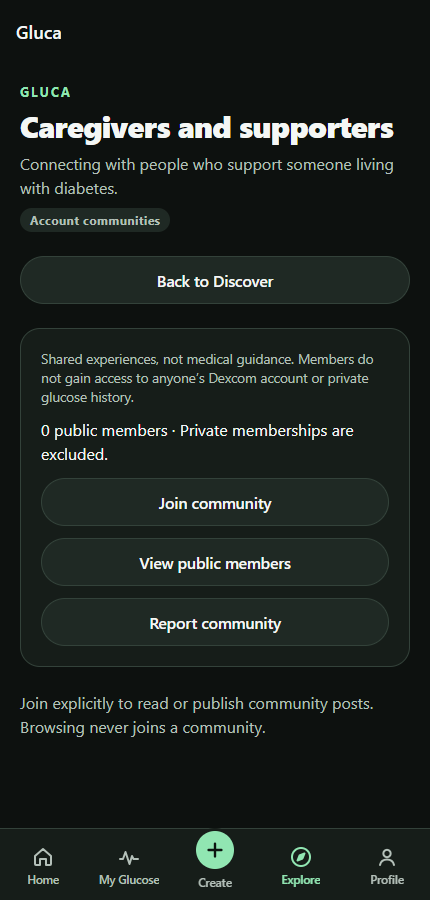 Gluca
GLUCA
Caregivers and supporters
Connecting with people who support someone living
with diabetes.
Account communities
Back to Discover
Shared experiences, not medical guidance. Members do
not gain access to anyone’s Dexcom account or private
glucose history.
0 public members · Private memberships are
excluded.
Join community
View public members
Report community
Join explicitly to read or publish community posts.
Browsing never joins a community.
Home
My Glucose
Create
Explore
Profile